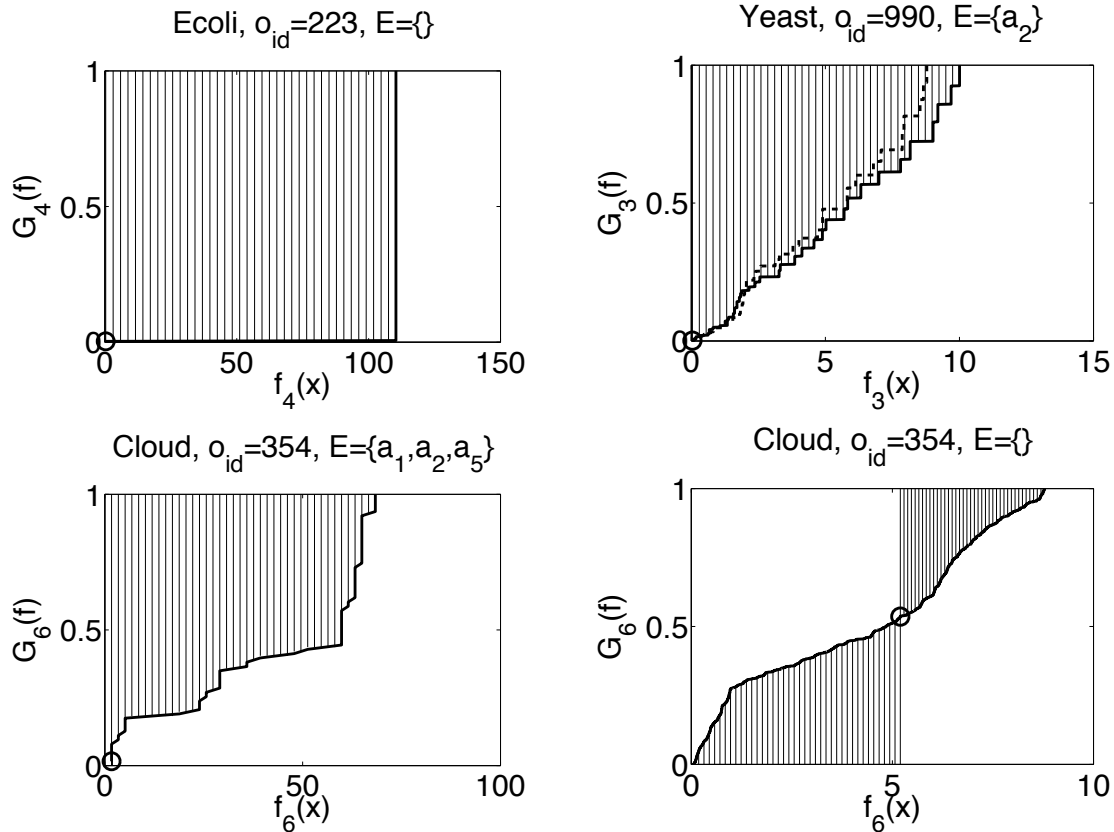 Ecoli, o_id=223, E={}
1
0.5
0
G_4(f)
0 50 100 150
f_4(x)
Yeast, o_id=990, E={a_2}
1
0.5
0
G_3(f)
0 5 10 15
f_3(x)
Cloud, o_id=354, E={a_1,a_2,a_5}
1
0.5
0
G_6(f)
0 50 100
f_6(x)
Cloud, o_id=354, E={}
1
0.5
0
G_6(f)
0 5 10
f_6(x)